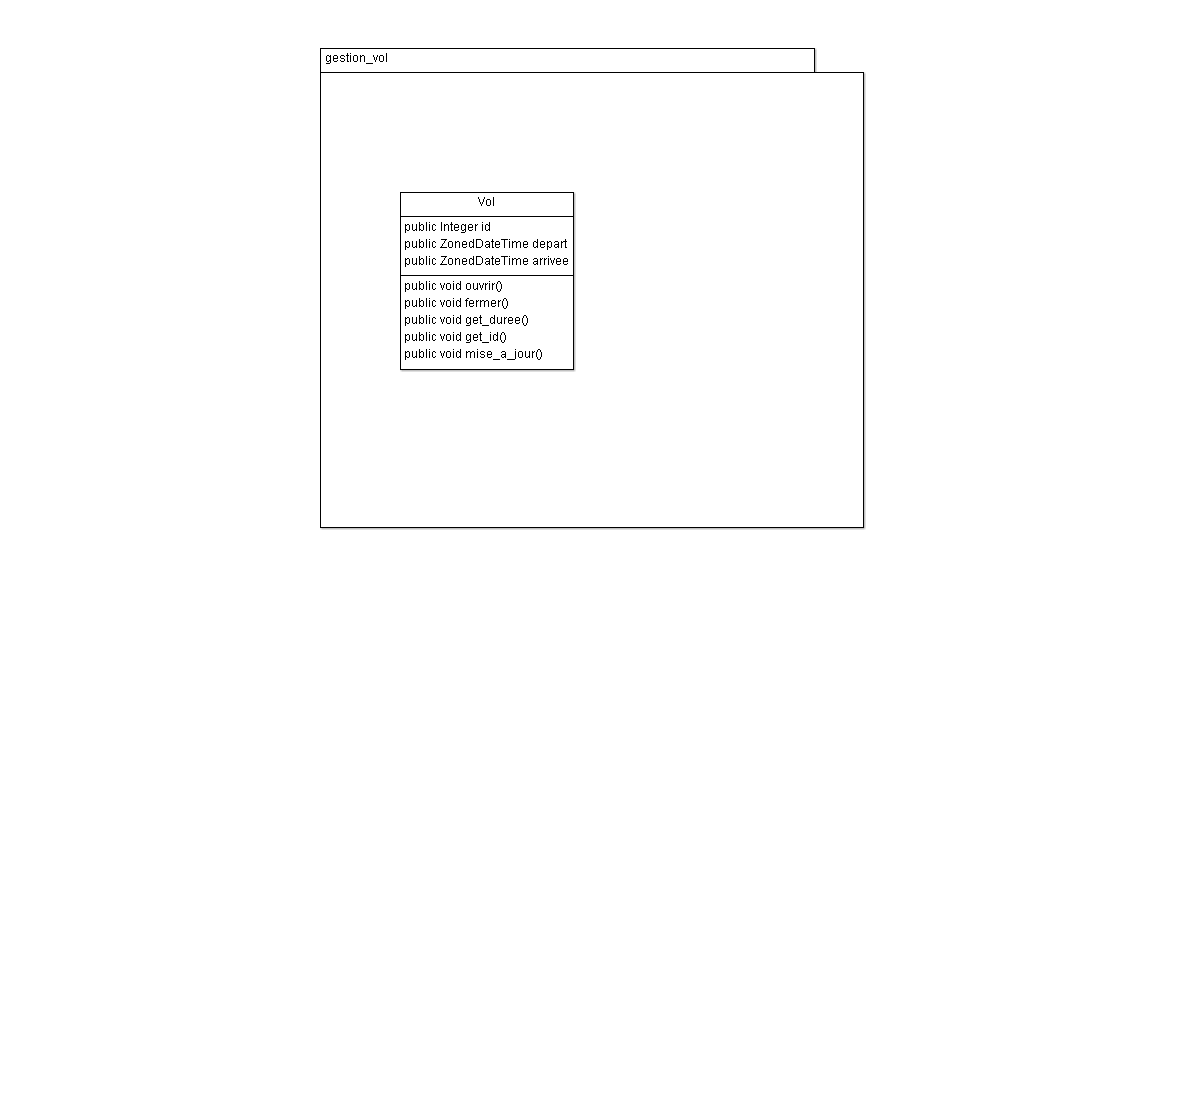 gestion_vol
Vol
public Integer id
public ZonedDateTime depart
public ZonedDateTime arrivee
public void ouvrir()
public void fermer()
public void get_duree()
public void get_id()
public void mise_a_jour()